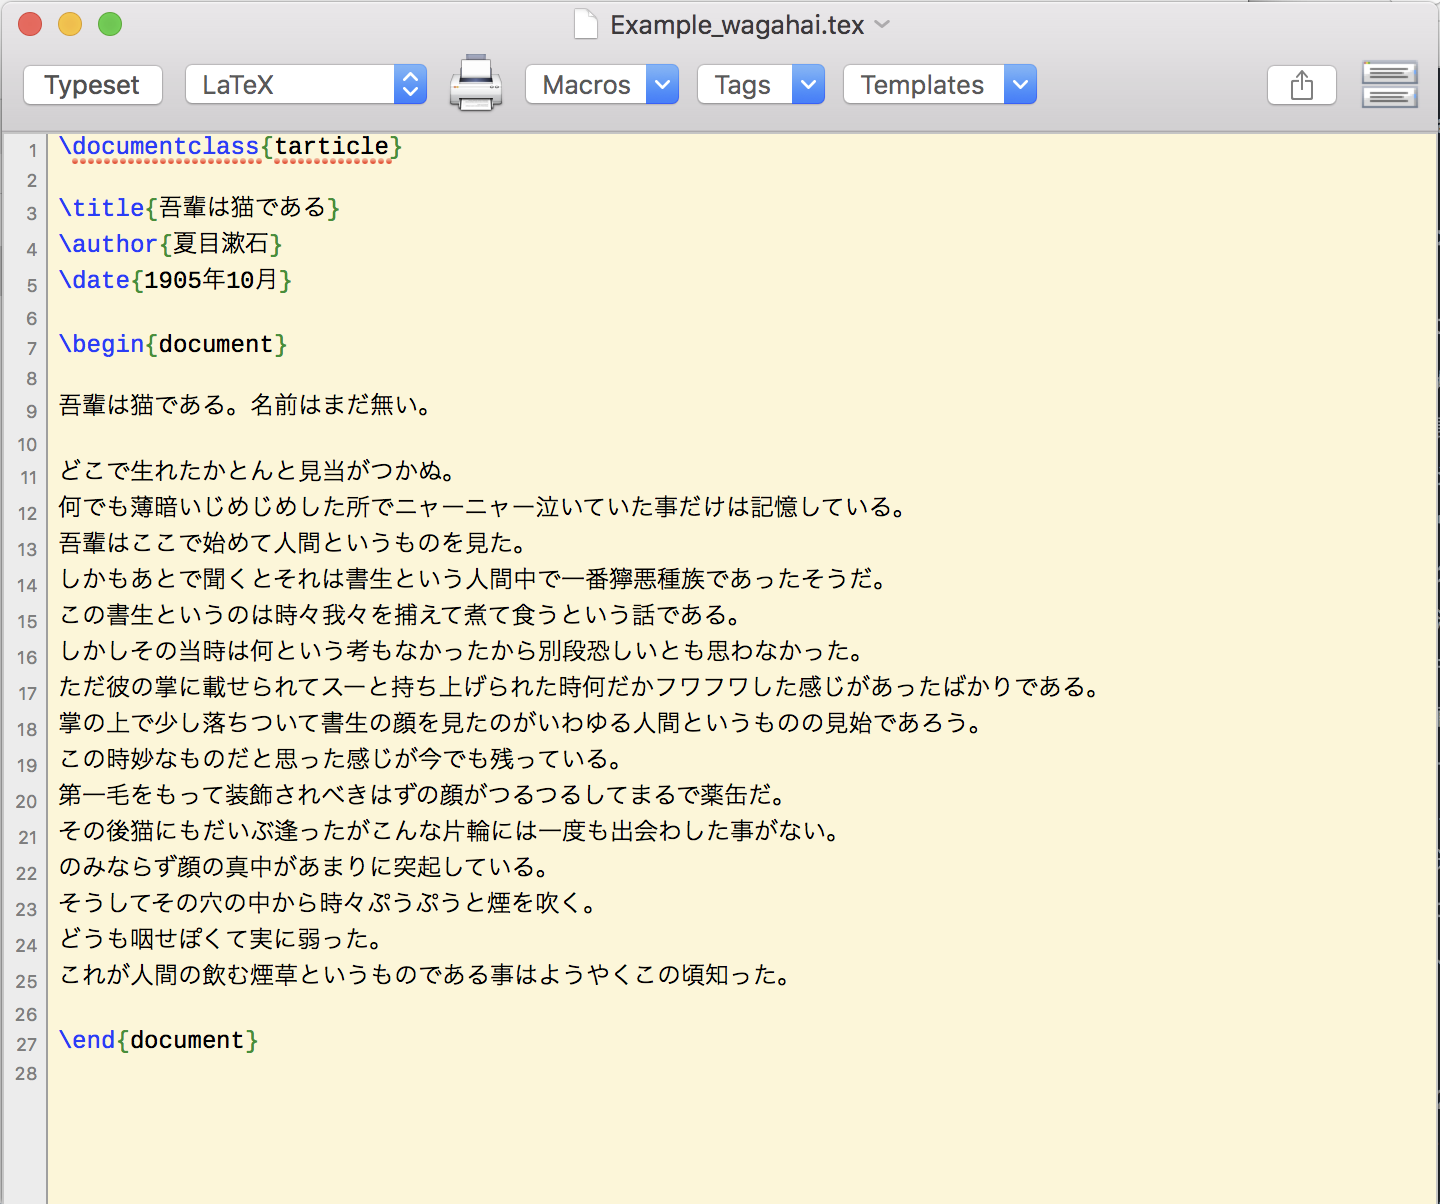 Example_wagahai.tex
Typeset LaTeX Macros Tags Templates
1 \documentclass{tarticle}
2
3 \title{吾輩は猫である}
4 \author{夏目漱石}
5 \date{1905年10月}
6
7 \begin{document}
8
9 吾輩は猫である。名前はまだ無い。
10
11 どこで生れたかとんと見当がつかぬ。
12 何でも薄暗いじめじめした所でニャーニャー泣いていた事だけは記憶している。
13 吾輩はここで始めて人間というものを見た。
14 しかもあとで聞くとそれは書生という人間中で一番獰悪種族であったそうだ。
15 この書生というのは時々我々を捕えて煮て食うという話である。
16 しかしその当時は何という考もなかったから別段恐しいとも思わなかった。
17 ただ彼の掌に載せられてスーと持ち上げられた時何だかフワフワした感じがあったばかりである。
18 掌の上で少し落ちついて書生の顔を見たのがいわゆる人間というものの見始であろう。
19 この時妙なものだと思った感じが今でも残っている。
20 第一毛をもって装飾されべきはずの顔がつるつるしてまるで薬缶だ。
21 その後猫にもだいぶ逢ったがこんな片輪には一度も出会わした事がない。
22 のみならず顔の真中があまりに突起している。
23 そうしてその穴の中から時々ぷうぷうと煙を吹く。
24 どうも咽せぽくて実に弱った。
25 これが人間の飲む煙草というものである事はようやくこの頃知った。
26
27 \end{document}
28